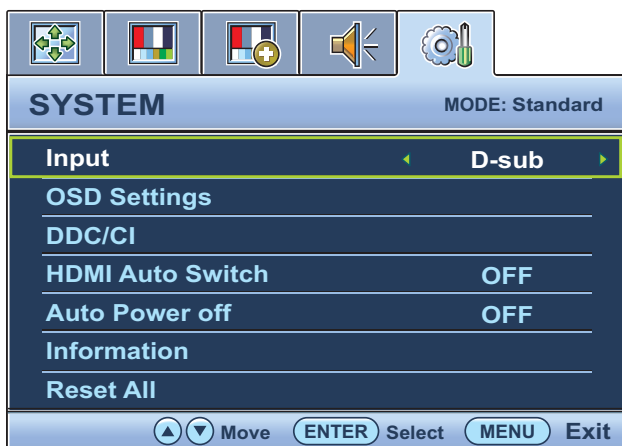 SYSTEM MODE: Standard
Input D-sub
OSD Settings
DDC/CI
HDMI Auto Switch OFF
Auto Power off OFF
Information
Reset All
Move ENTER Select MENU Exit